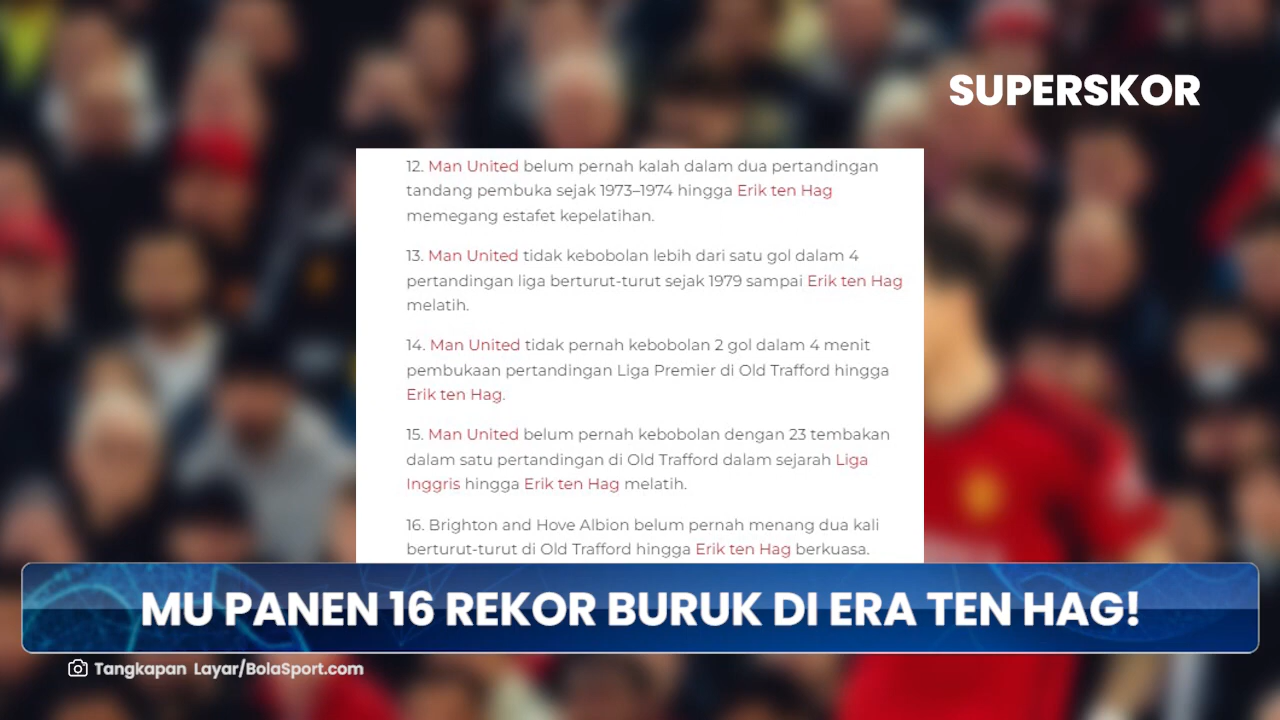 SUPERSKOR
12. Man United belum pernah kalah dalam dua pertandingan
tandang pembuka sejak 1973–1974 hingga Erik ten Hag
memegang estafet kepelatihan.
13. Man United tidak kebobolan lebih dari satu gol dalam 4
pertandingan liga berturut-turut sejak 1979 sampai Erik ten Hag
melatih.
14. Man United tidak pernah kebobolan 2 gol dalam 4 menit
pembukaan pertandingan Liga Premier di Old Trafford hingga
Erik ten Hag.
15. Man United belum pernah kebobolan dengan 23 tembakan
dalam satu pertandingan di Old Trafford dalam sejarah Liga
Inggris hingga Erik ten Hag melatih.
16. Brighton and Hove Albion belum pernah menang dua kali
berturut-turut di Old Trafford hingga Erik ten Hag berkuasa.
MU PANEN 16 REKOR BURUK DI ERA TEN HAG!
Tangkapan Layar/BolaSport.com